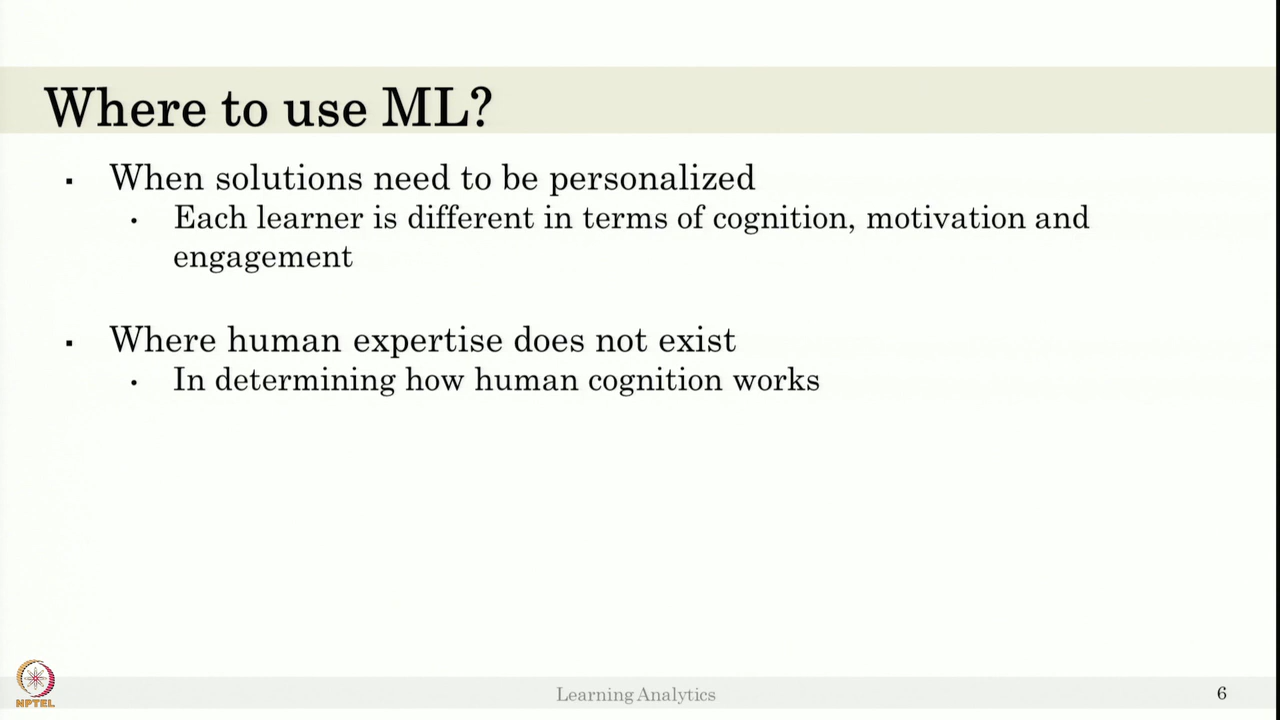 Where to use ML?
▪ When solutions need to be personalized
• Each learner is different in terms of cognition, motivation and
engagement
▪ Where human expertise does not exist
• In determining how human cognition works
NPTEL
Learning Analytics
6